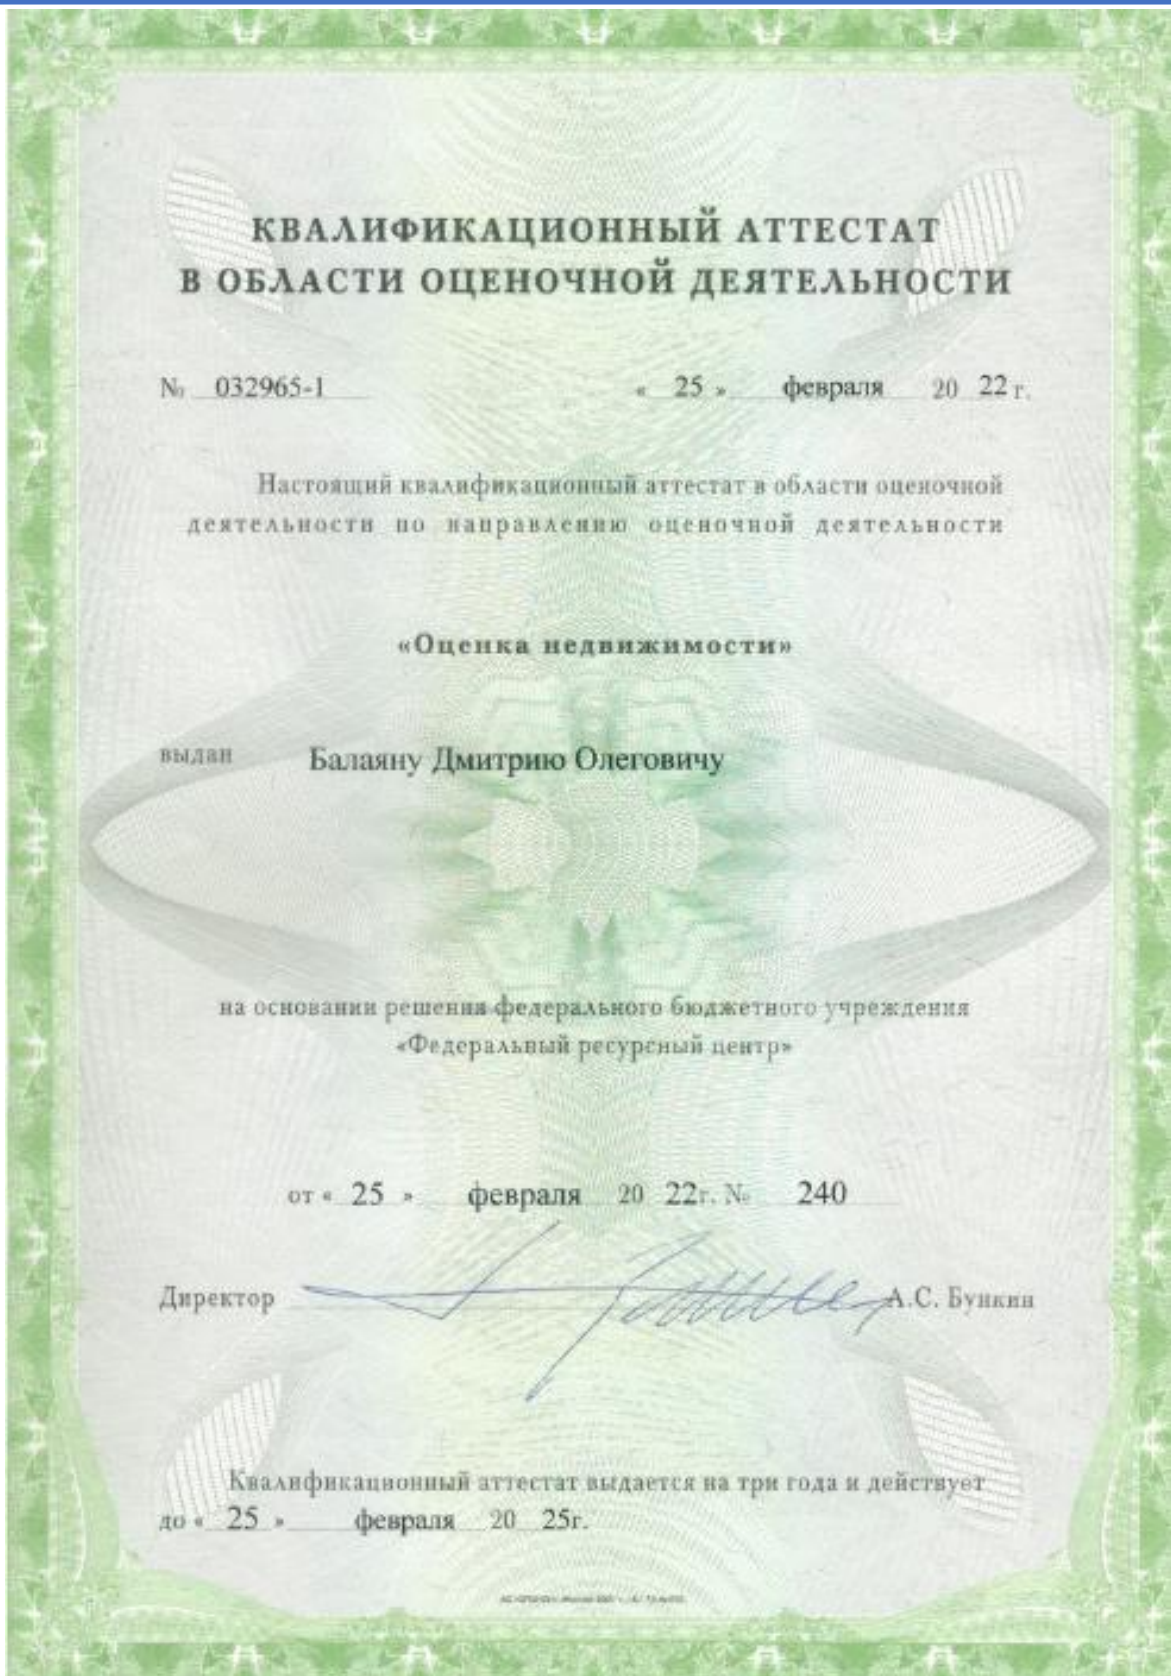 КВАЛИФИКАЦИОННЫЙ АТТЕСТАТ
В ОБЛАСТИ ОЦЕНОЧНОЙ ДЕЯТЕЛЬНОСТИ
№ 032965-1 « 25 » февраля 20 22 г.
Настоящий квалификационный аттестат в области оценочной
деятельности по направлению оценочной деятельности
«Оценка недвижимости»
выдан Балаяну Дмитрию Олеговичу
на основании решения федерального бюджетного учреждения
«Федеральный ресурсный центр»
от « 25 » февраля 20 22г. № 240
Директор А.С. Бункин
Квалификационный аттестат выдается на три года и действует
до « 25 » февраля 20 25г.